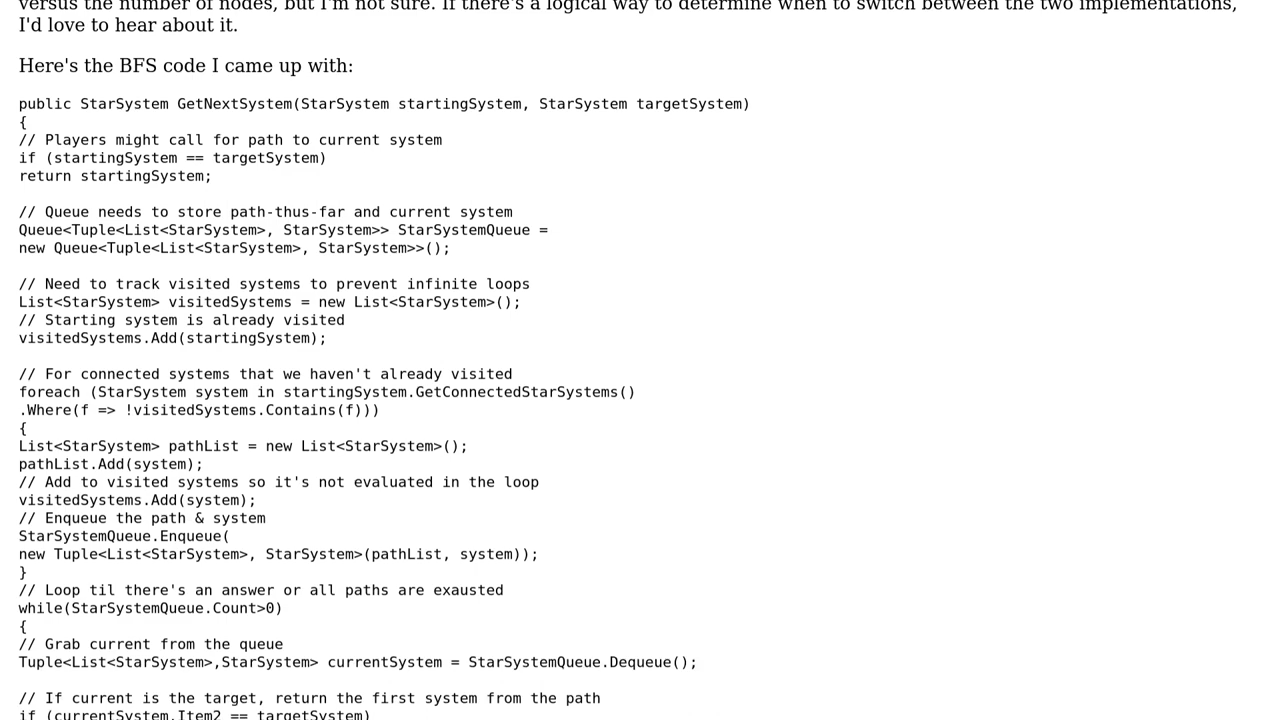 versus the number of nodes, but I'm not sure. If there's a logical way to determine when to switch between the two implementations,
I'd love to hear about it.
Here's the BFS code I came up with:
public StarSystem GetNextSystem(StarSystem startingSystem, StarSystem targetSystem)
{
// Players might call for path to current system
if (startingSystem == targetSystem)
return startingSystem;
// Queue needs to store path-thus-far and current system
Queue<Tuple<List<StarSystem>, StarSystem>> StarSystemQueue =
new Queue<Tuple<List<StarSystem>, StarSystem>>();
// Need to track visited systems to prevent infinite loops
List<StarSystem> visitedSystems = new List<StarSystem>();
// Starting system is already visited
visitedSystems.Add(startingSystem);
// For connected systems that we haven't already visited
foreach (StarSystem system in startingSystem.GetConnectedStarSystems()
.Where(f => !visitedSystems.Contains(f)))
{
List<StarSystem> pathList = new List<StarSystem>();
pathList.Add(system);
// Add to visited systems so it's not evaluated in the loop
visitedSystems.Add(system);
// Enqueue the path & system
StarSystemQueue.Enqueue(
new Tuple<List<StarSystem>, StarSystem>(pathList, system));
}
// Loop til there's an answer or all paths are exausted
while(StarSystemQueue.Count>0)
{
// Grab current from the queue
Tuple<List<StarSystem>,StarSystem> currentSystem = StarSystemQueue.Dequeue();
// If current is the target, return the first system from the path
if (currentSystem.Item2 == targetSystem)